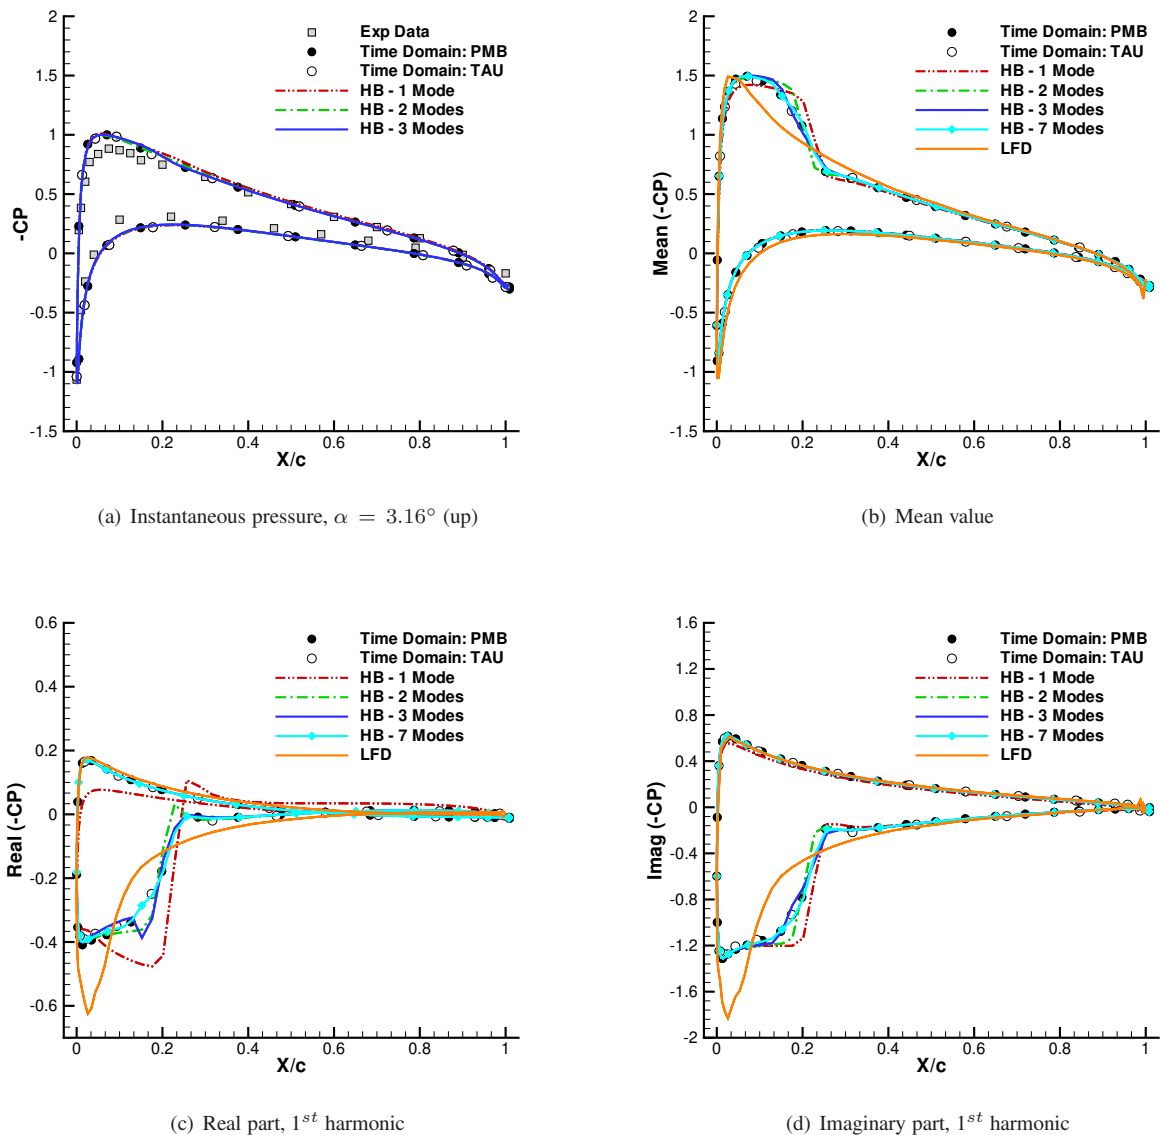 2
1.5
1
0.5
0
-0.5
-1
-1.5
-CP
0
0.2
0.4
0.6
0.8
1
X/c
Exp Data
Time Domain: PMB
Time Domain: TAU
HB - 1 Mode
HB - 2 Modes
HB - 3 Modes
(a) Instantaneous pressure, α = 3.16° (up)
2
1.5
1
0.5
0
-0.5
-1
-1.5
Mean (-CP)
0
0.2
0.4
0.6
0.8
1
X/c
Time Domain: PMB
Time Domain: TAU
HB - 1 Mode
HB - 2 Modes
HB - 3 Modes
HB - 7 Modes
LFD
(b) Mean value
0.6
0.4
0.2
0
-0.2
-0.4
-0.6
Real (-CP)
0
0.2
0.4
0.6
0.8
1
X/c
Time Domain: PMB
Time Domain: TAU
HB - 1 Mode
HB - 2 Modes
HB - 3 Modes
HB - 7 Modes
LFD
(c) Real part, 1st harmonic
1.6
1.2
0.8
0.4
0
-0.4
-0.8
-1.2
-1.6
-2
Imag (-CP)
0
0.2
0.4
0.6
0.8
1
X/c
Time Domain: PMB
Time Domain: TAU
HB - 1 Mode
HB - 2 Modes
HB - 3 Modes
HB - 7 Modes
LFD
(d) Imaginary part, 1st harmonic